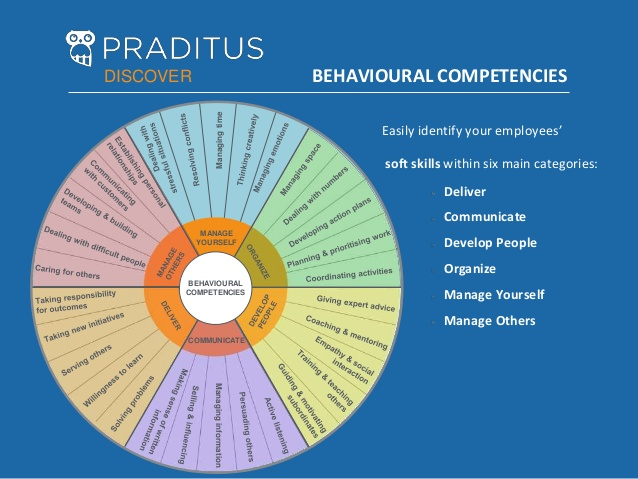 PRADITUS
DISCOVER
BEHAVIOURAL COMPETENCIES
Easily identify your employees'
soft skills within six main categories:
Deliver
Communicate
Develop People
Organize
Manage Yourself
Manage Others
BEHAVIOURAL
COMPETENCIES
MANAGE
YOURSELF
Dealing with
stressful situations
Resolving conflicts
Managing time
Thinking creatively
Managing emotions
ORGANIZE
Managing space
Dealing with numbers
Developing action plans
Planning & prioritising work
Coordinating activities
DEVELOP
PEOPLE
Giving expert advice
Coaching & mentoring
Empathy & social
interaction
Training & teaching
others
Guiding & motivating
subordinates
COMMUNICATE
Active listening
Persuading others
Managing information
Selling & influencing
Making sense of written
information
DELIVER
Solving problems
Willingness to learn
Serving others
Taking new initiatives
Taking responsibility
for outcomes
MANAGE
OTHERS
Caring for others
Dealing with difficult people
Developing & building
teams
Communicating
with customers
Establishing personal
relationships